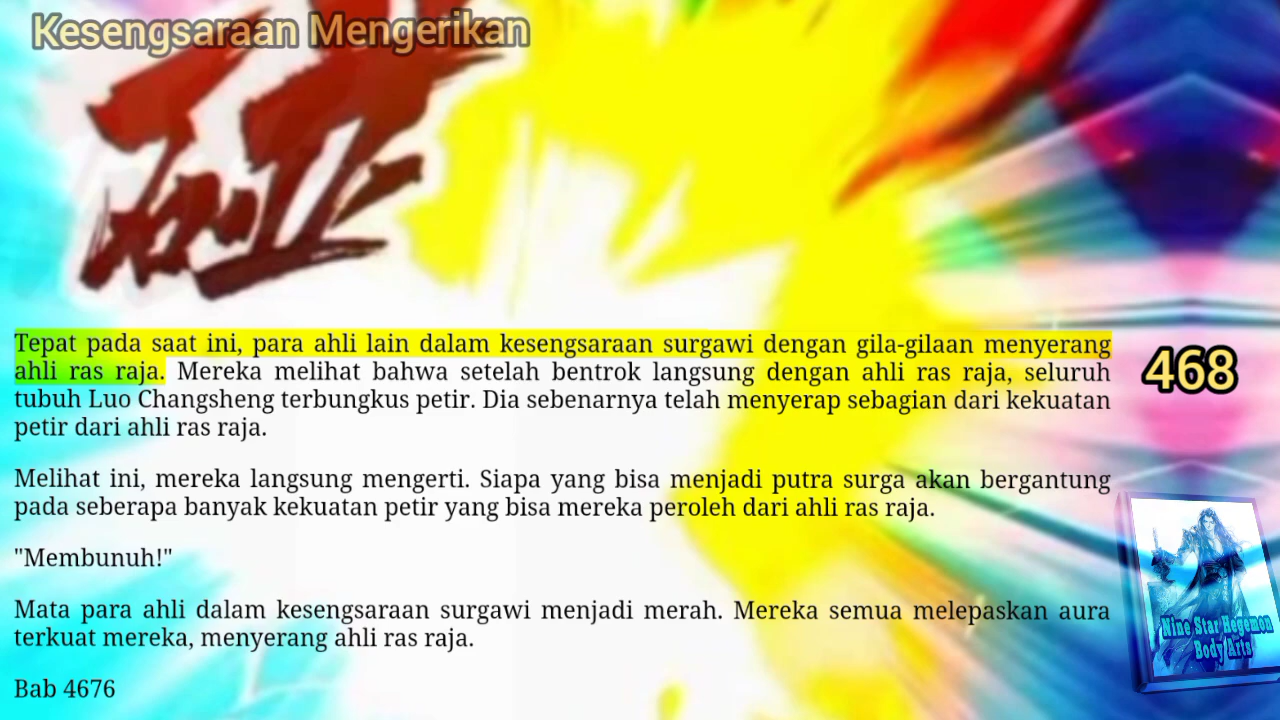 Kesengsaraan Mengerikan
Tepat pada saat ini, para ahli lain dalam kesengsaraan surgawi dengan gila-gilaan menyerang
ahli ras raja. Mereka melihat bahwa setelah bentrok langsung dengan ahli ras raja, seluruh
tubuh Luo Changsheng terbungkus petir. Dia sebenarnya telah menyerap sebagian dari kekuatan
petir dari ahli ras raja.
468
Melihat ini, mereka langsung mengerti. Siapa yang bisa menjadi putra surga akan bergantung
pada seberapa banyak kekuatan petir yang bisa mereka peroleh dari ahli ras raja.
"Membunuh!"
Mata para ahli dalam kesengsaraan surgawi menjadi merah. Mereka semua melepaskan aura
terkuat mereka, menyerang ahli ras raja.
Bab 4676
Nine Star Hegemon
Body Arts